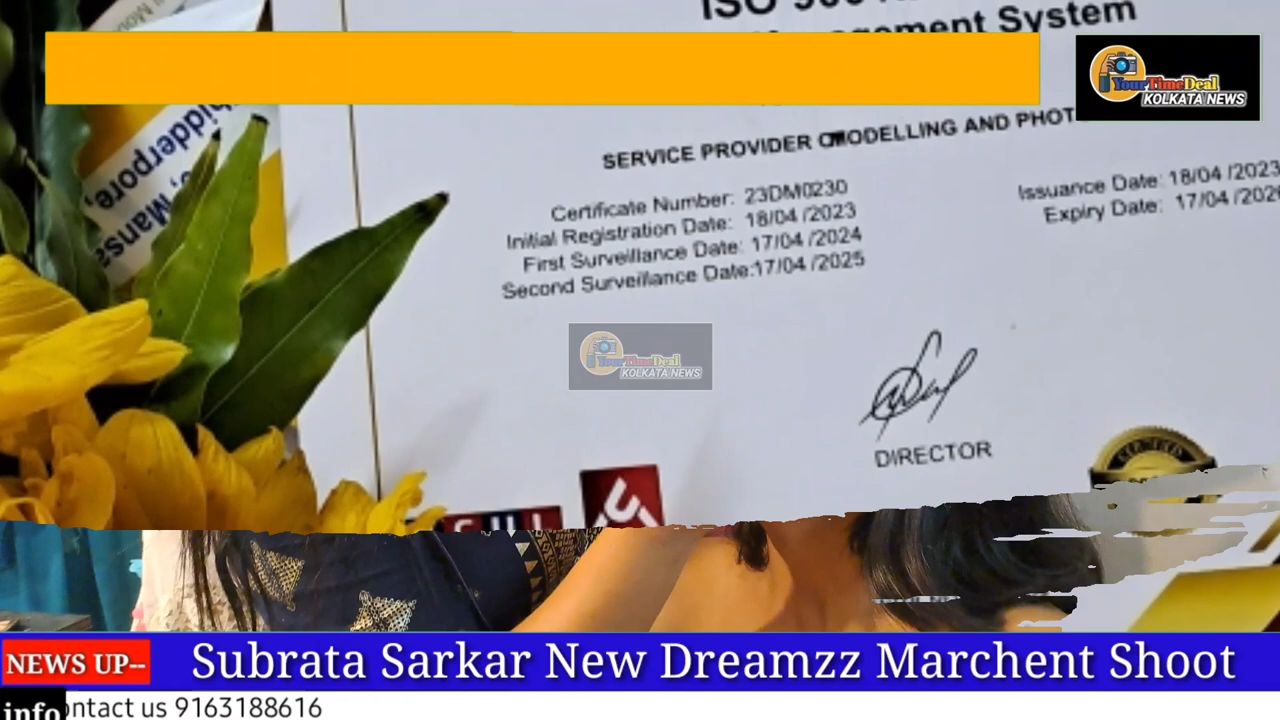 ISO
Management System
YourTimeDeal
KOLKATA NEWS
SERVICE PROVIDER MODELLING AND PHOT
Certificate Number: 23DM0230
Initial Registration Date: 18/04 /2023
First Surveillance Date: 17/04 /2024
Second Surveillance Date:17/04 /2025
Issuance Date: 18/04 /2023
Expiry Date: 17/04 /202
idderpore,
Mansa
YourTimeDeal
KOLKATA NEWS
DIRECTOR
NEWS UP-- Subrata Sarkar New Dreamzz Marchent Shoot
info ontact us 9163188616